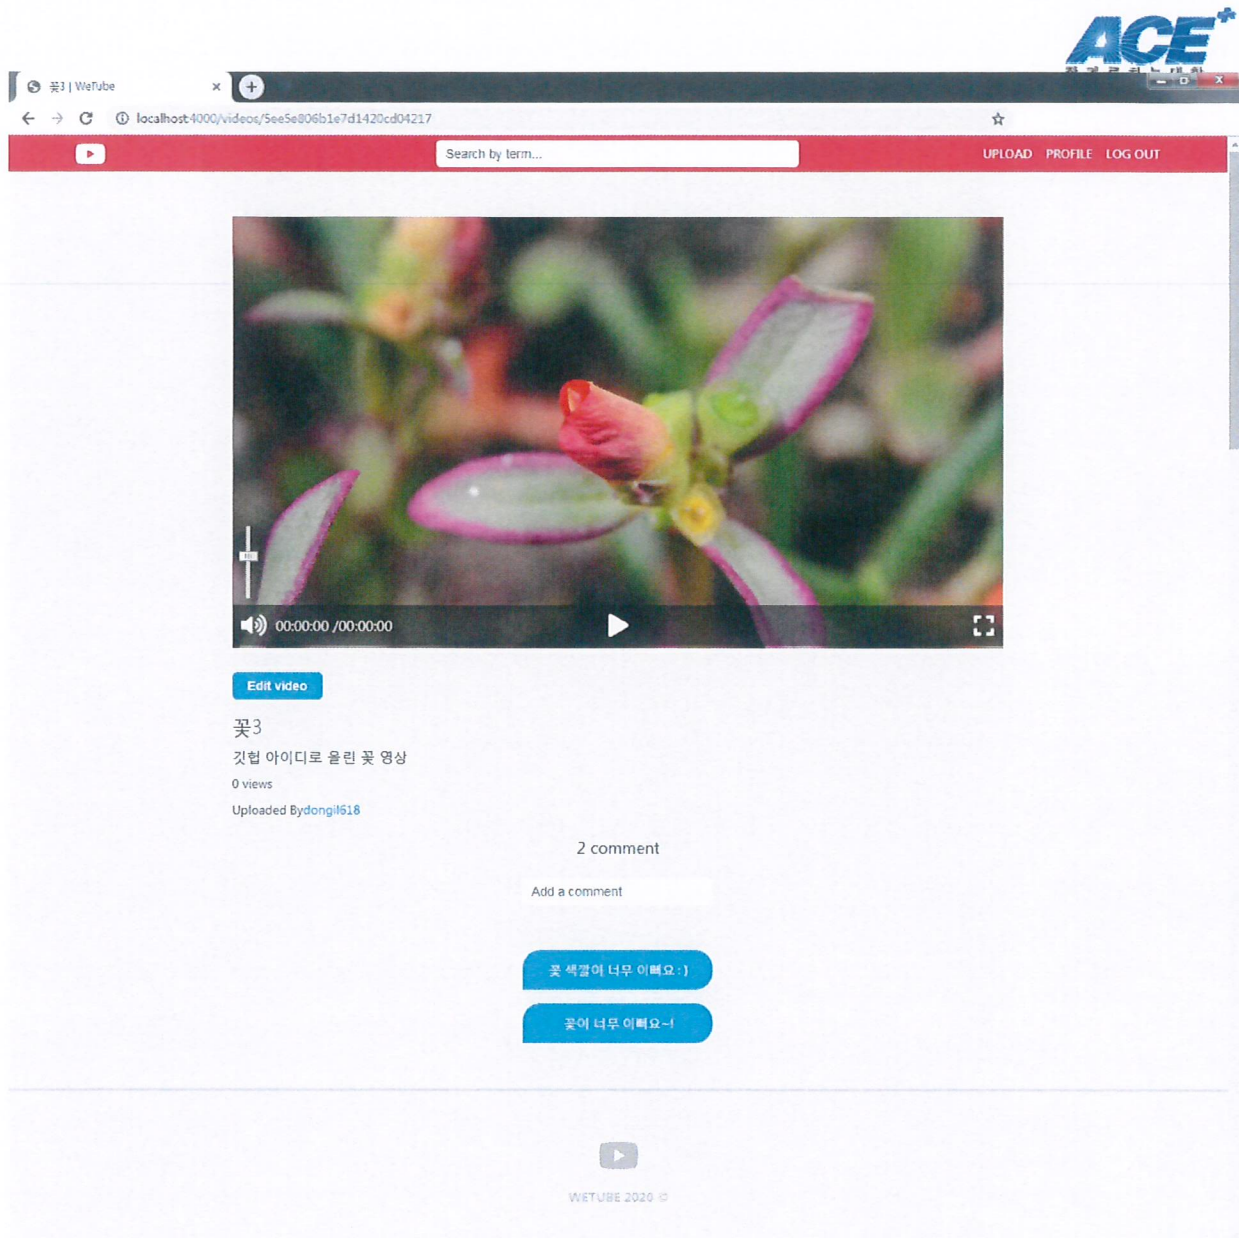 ACE+
꽃3 | WeTube
localhost:4000/videos/5ee5e806b1e7d1420cd04217
Search by term...
UPLOAD PROFILE LOG OUT
00:00:00 /00:00:00
Edit video
꽃3
깃헙 아이디로 올린 꽃 영상
0 views
Uploaded Bydongil618
2 comment
Add a comment
꽃 색깔이 너무 이뻐요 : )
꽃이 너무 이뻐요~!
WETUBE 2020 ©